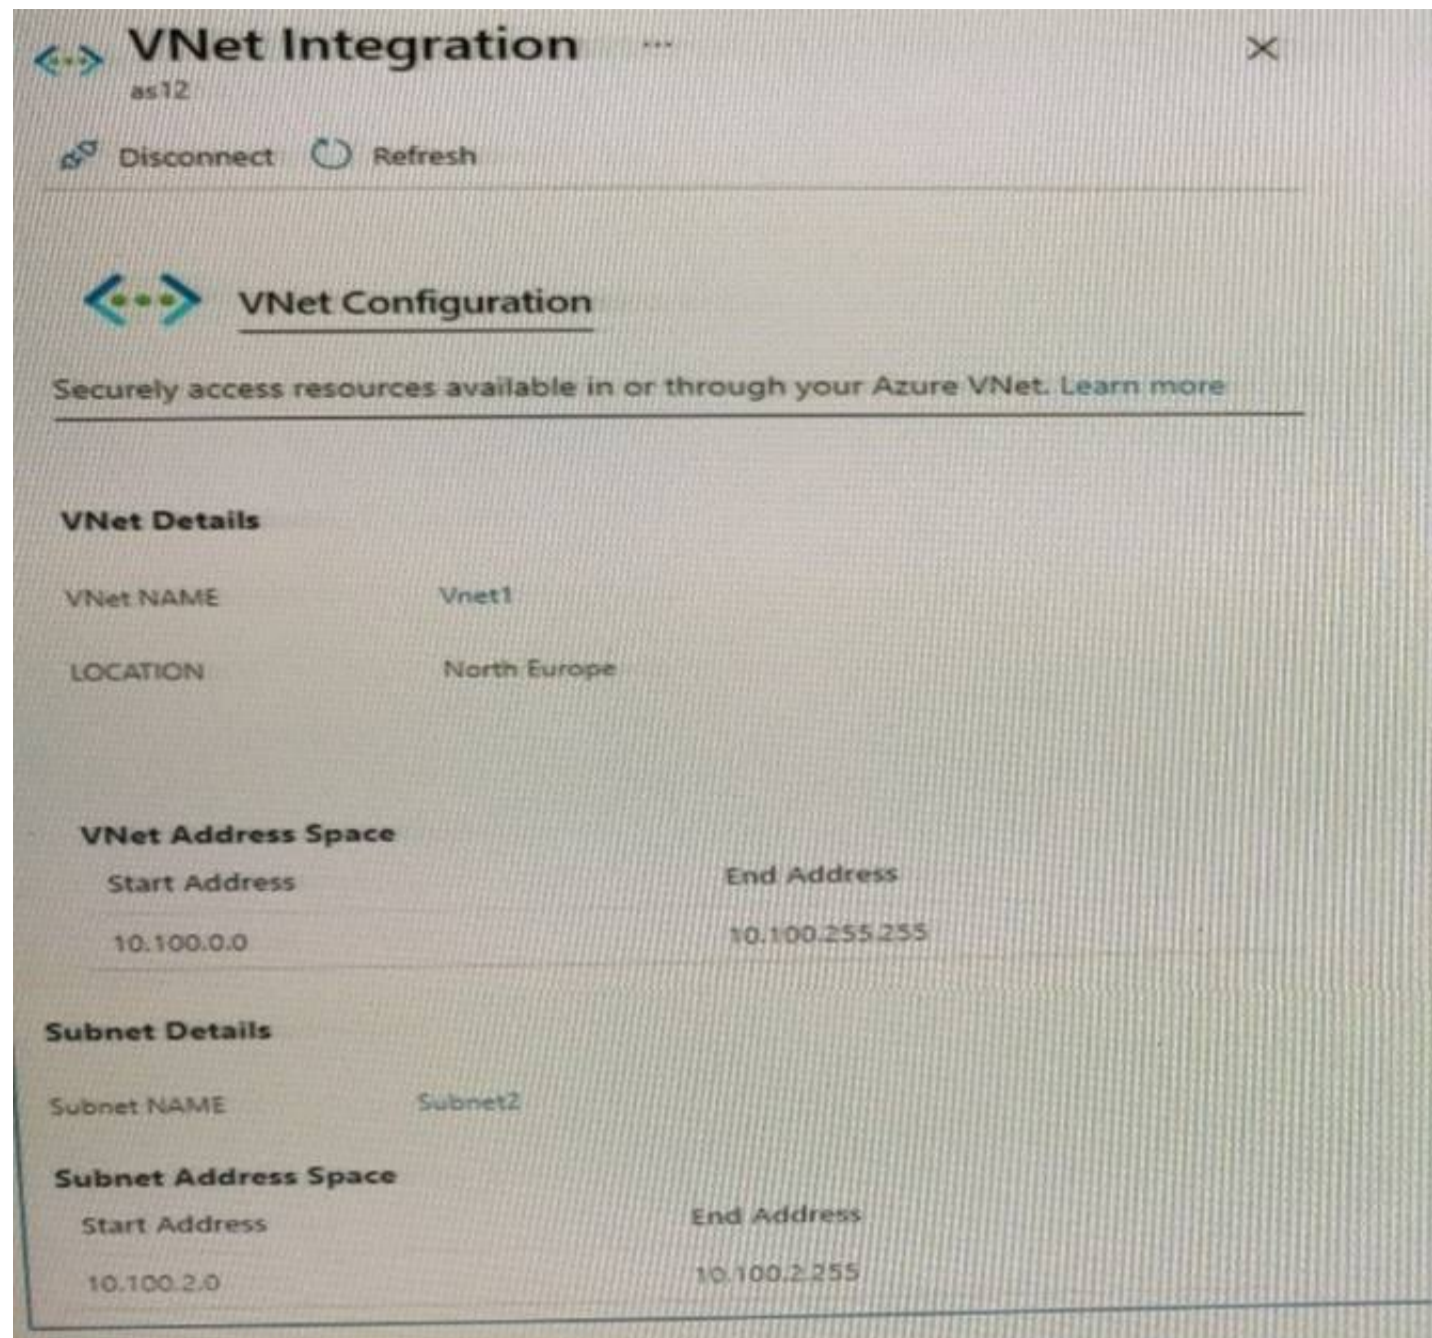 VNet Integration ...
as12
Disconnect Refresh
VNet Configuration
Securely access resources available in or through your Azure VNet. Learn more
VNet Details
VNet NAME Vnet1
LOCATION North Europe
VNet Address Space
Start Address End Address
10.100.0.0 10.100.255.255
Subnet Details
Subnet NAME Subnet2
Subnet Address Space
Start Address End Address
10.100.2.0 10.100.2.255